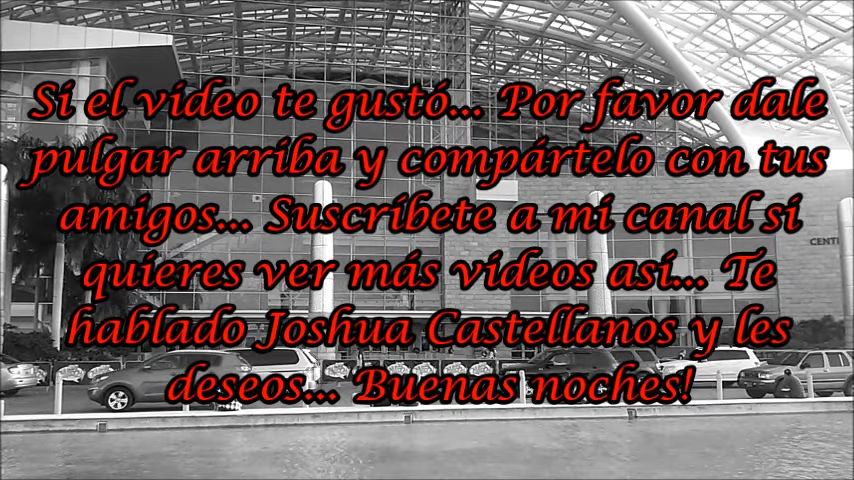 Si el video te gustó... Por favor dale
pulgar arriba y compártelo con tus
amigos... Suscríbete a mi canal si
quieres ver más videos así... Te
hablado Joshua Castellanos y les
deseos... Buenas noches!
CENT